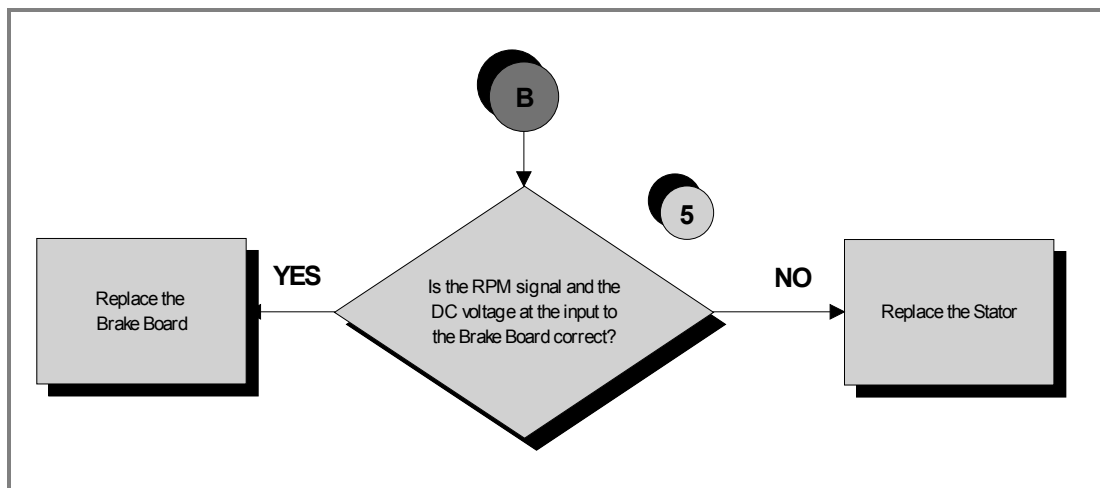 B
5
YES
NO
Replace the
Brake Board
Is the RPM signal and the
DC voltage at the input to
the Brake Board correct?
Replace the Stator